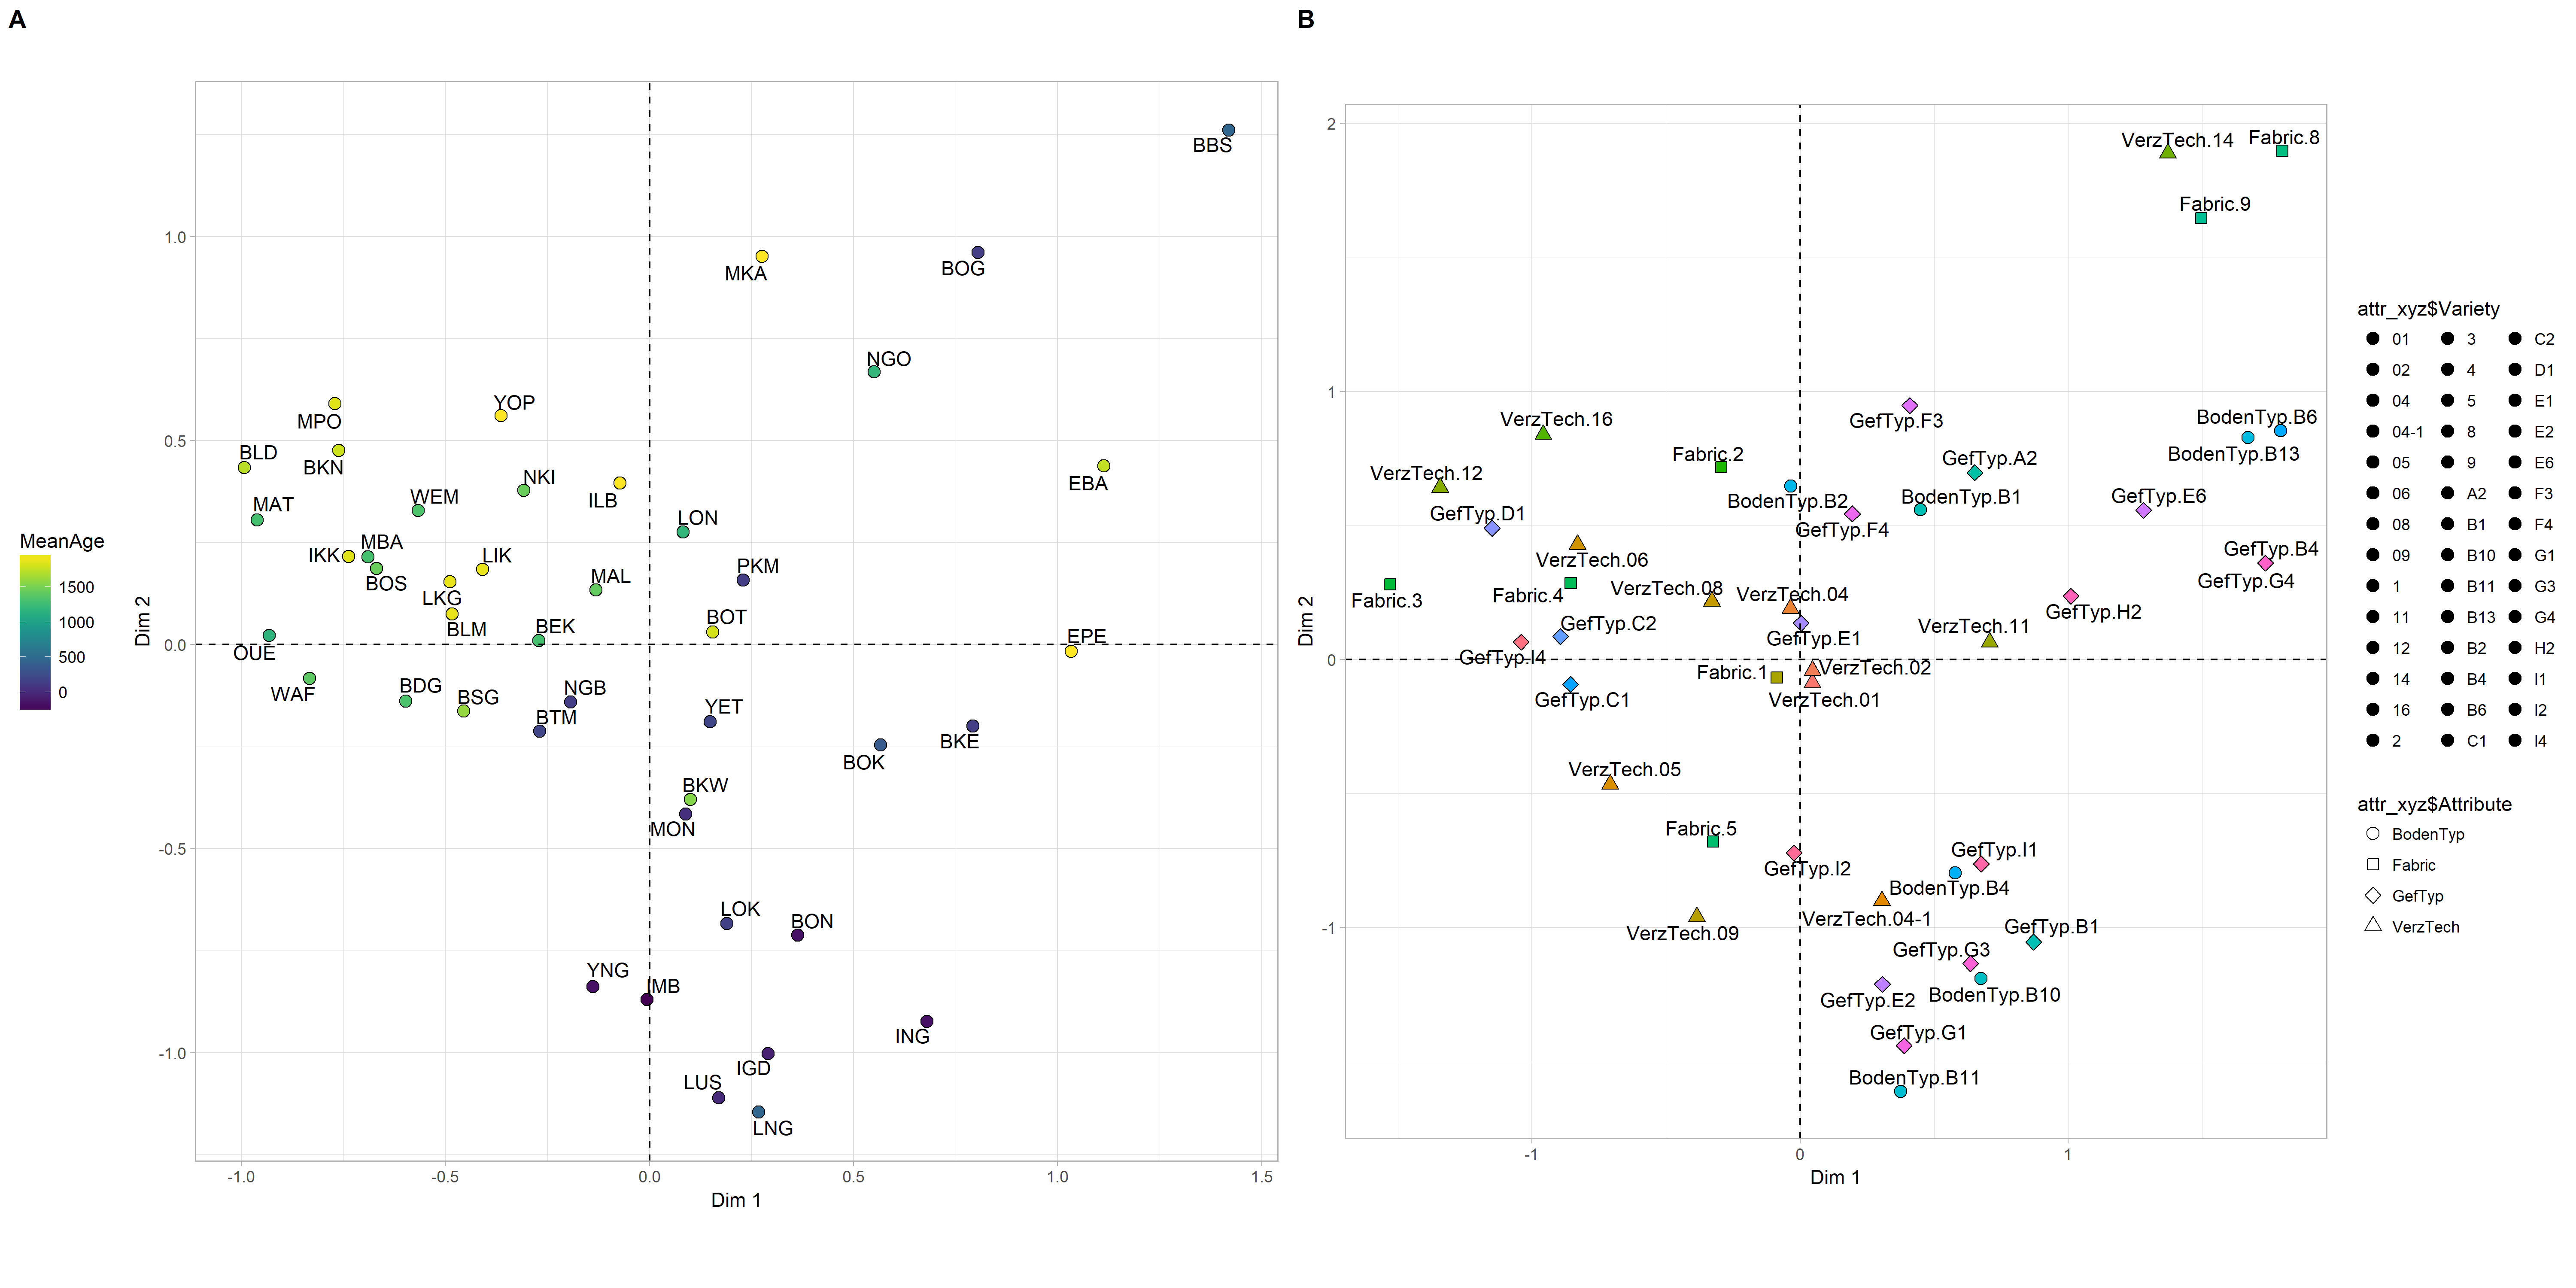 A
B
BBS
MKA
BOG
NGO
MPO
YOP
BLD
BKN
NKI
ILB
EBA
MAT
WEM
LON
IKK
MBA
BOS
LIK
LKG
MAL
PKM
BLM
BEK
BOT
EPE
OUE
WAF
BDG
BSG
NGB
BTM
YET
BOK
BKE
BKW
MON
LOK
BON
YNG
IMB
ING
IGD
LUS
LNG
1.0
0.5
0.0
-0.5
-1.0
-1.0
-0.5
0.0
0.5
1.0
1.5
Dim 1
Dim 2
MeanAge
1500
1000
500
0
VerzTech.14
Fabric.8
Fabric.9
VerzTech.16
GefTyp.F3
BodenTyp.B6
BodenTyp.B13
Fabric.2
VerzTech.12
GefTyp.A2
BodenTyp.B2
BodenTyp.B1
GefTyp.E6
GefTyp.D1
GefTyp.F4
VerzTech.06
GefTyp.B4
GefTyp.G4
Fabric.3
Fabric.4
VerzTech.08
VerzTech.04
GefTyp.H2
GefTyp.C2
GefTyp.E1
VerzTech.11
GefTyp.I4
Fabric.1
VerzTech.02
GefTyp.C1
VerzTech.01
VerzTech.05
Fabric.5
GefTyp.I2
GefTyp.I1
BodenTyp.B4
VerzTech.04-1
VerzTech.09
GefTyp.B1
GefTyp.G3
GefTyp.E2
BodenTyp.B10
GefTyp.G1
BodenTyp.B11
2
1
0
-1
-1
0
1
Dim 1
Dim 2
attr_xyz$Variety
01 3 C2
02 4 D1
04 5 E1
04-1 8 E2
05 9 E6
06 A2 F3
08 B1 F4
09 B10 G1
1 B11 G3
11 B13 G4
12 B2 H2
14 B4 I1
16 B6 I2
2 C1 I4
attr_xyz$Attribute
BodenTyp
Fabric
GefTyp
VerzTech